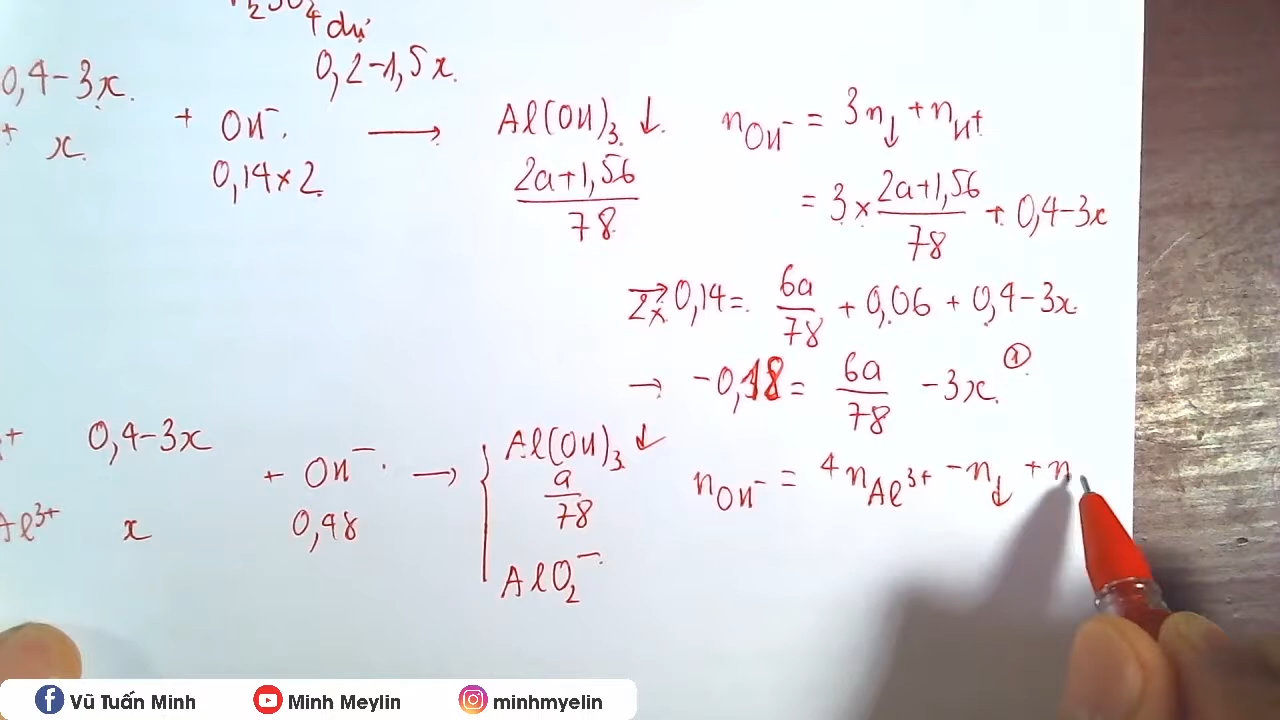 H₂SO₄ dư
0,4-3x 0,2-1,5x.
+ x. + OH⁻. → Al(OH)₃ ↓. n_OH⁻ = 3n↓ + n_H⁺
0,14×2 (2a+1,56)/78 = 3 × (2a+1,56)/78 + 0,4-3x
→ 2× 0,14 = 6a/78 + 0,06 + 0,4-3x
→ -0,18 = 6a/78 - 3x. ①
+ 0,4-3x + OH⁻. → { Al(OH)₃ ↓ n_OH⁻ = 4n_Al³⁺ - n↓ + n
Al³⁺ x 0,48 a/78
AlO₂⁻.
Vũ Tuấn Minh Minh Meylin minhmyelin